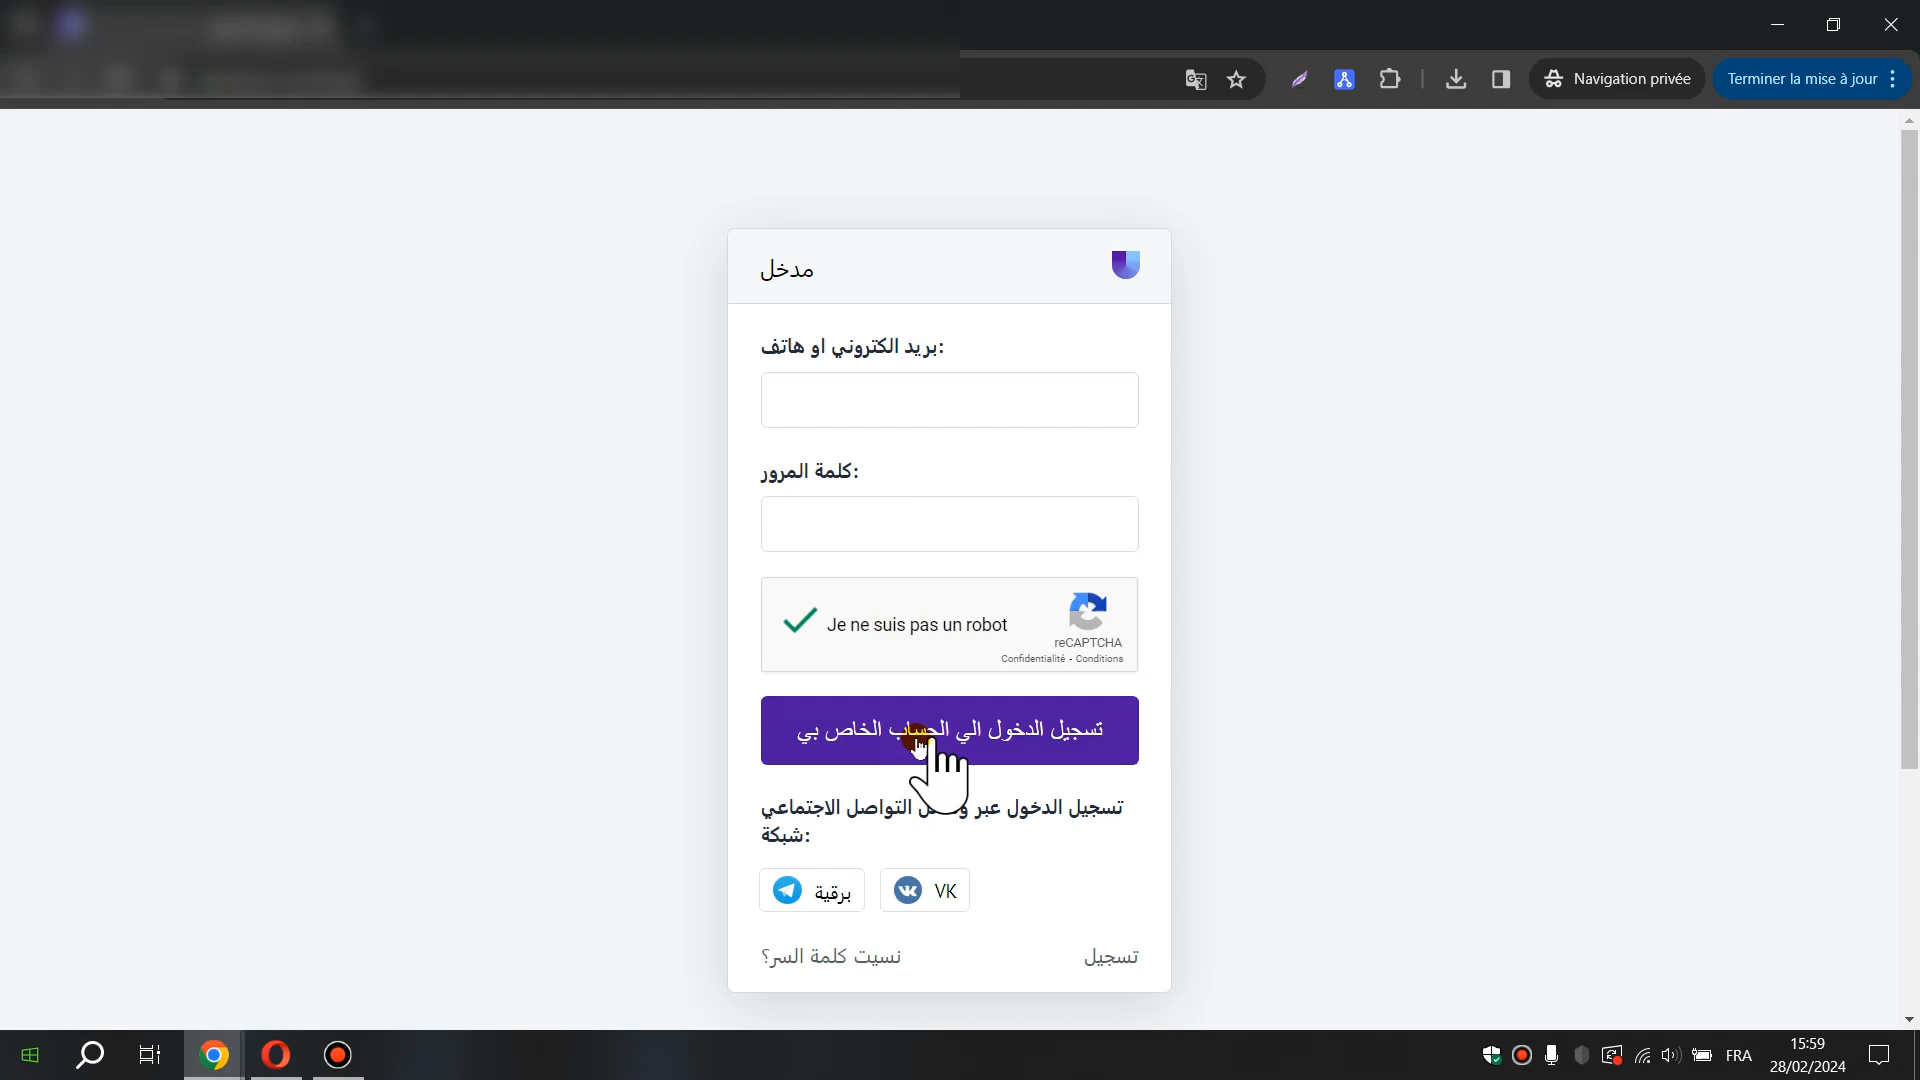 Navigation privée
Terminer la mise à jour
مدخل
بريد الكتروني او هاتف:
كلمة المرور:
Je ne suis pas un robot
reCAPTCHA
Confidentialité - Conditions
تسجيل الدخول الي الحساب الخاص بي
تسجيل الدخول عبر التواصل الاجتماعي
شبكة:
برقية
VK
نسيت كلمة السر؟
تسجيل
FRA
15:59
28/02/2024